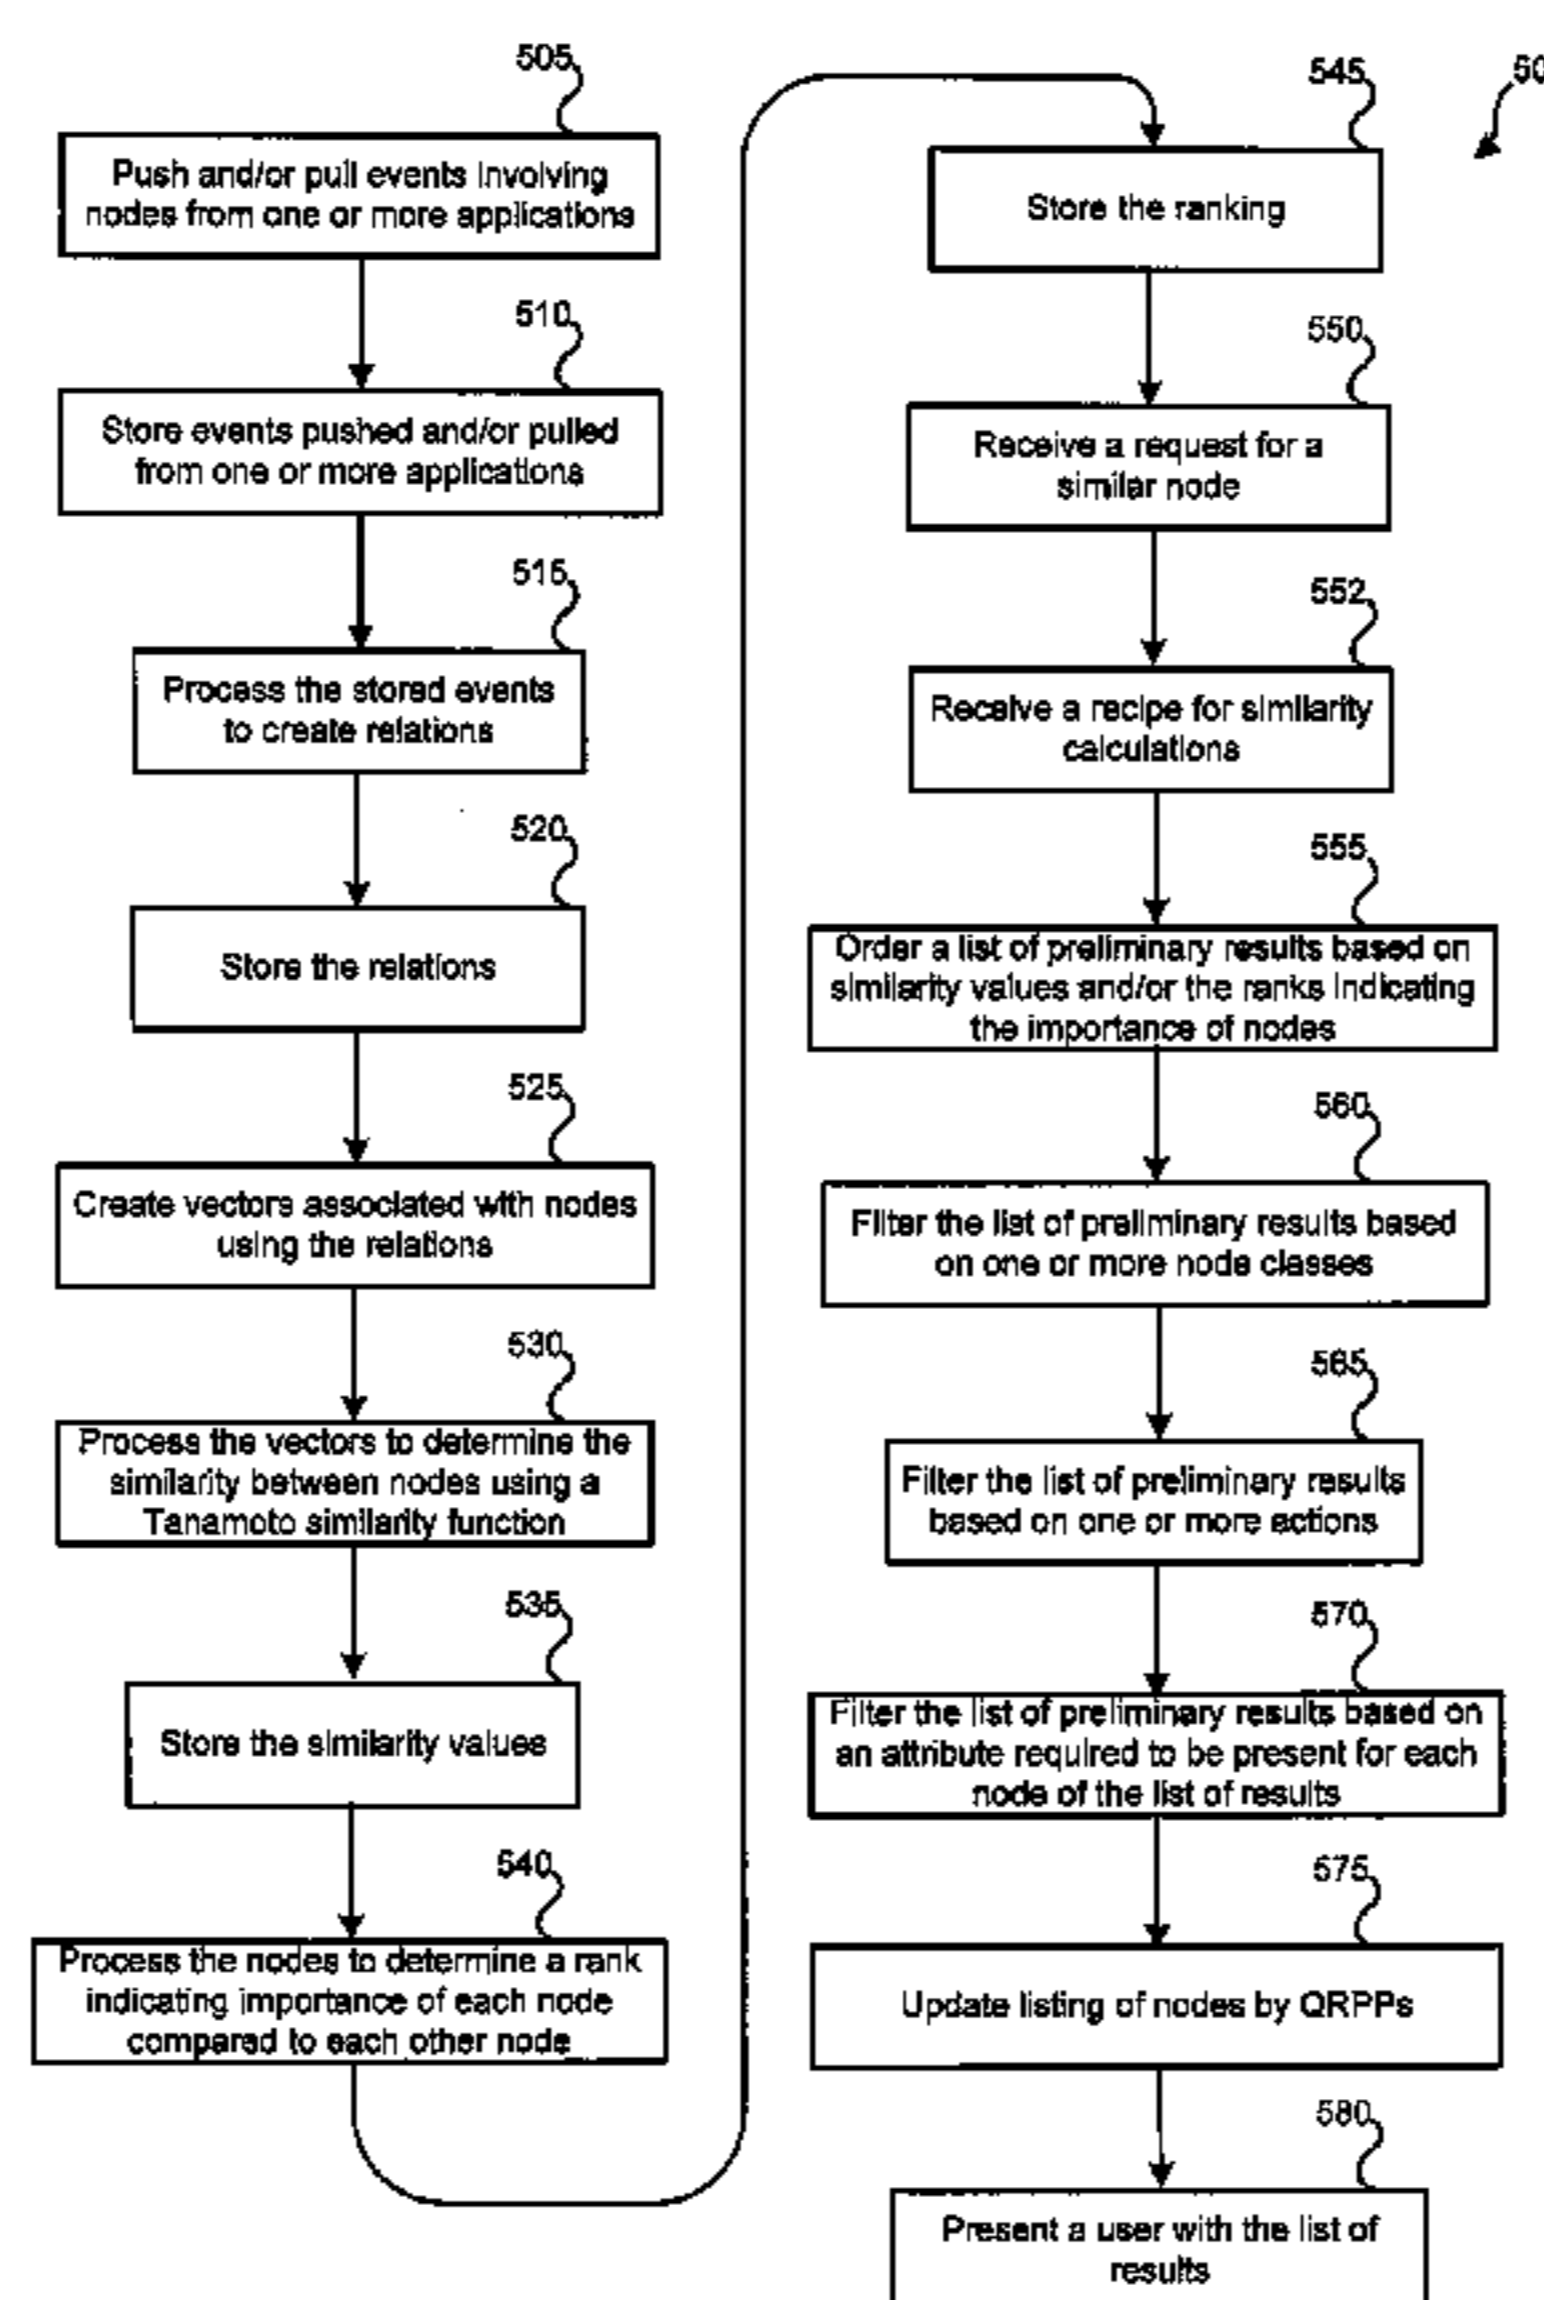 505
Push and/or pull events involving
nodes from one or more applications
510
Store events pushed and/or pulled
from one or more applications
515
Process the stored events
to create relations
520
Store the relations
525
Create vectors associated with nodes
using the relations
530
Process the vectors to determine the
similarity between nodes using a
Tanamoto similarity function
535
Store the similarity values
540
Process the nodes to determine a rank
indicating importance of each node
compared to each other node
545
Store the ranking
550
Receive a request for a
similar node
552
Receive a recipe for similarity
calculations
555
Order a list of preliminary results based on
similarity values and/or the ranks indicating
the importance of nodes
560
Filter the list of preliminary results based
on one or more node classes
565
Filter the list of preliminary results
based on one or more actions
570
Filter the list of preliminary results based on
an attribute required to be present for each
node of the list of results
575
Update listing of nodes by QRPPs
580
Present a user with the list of
results